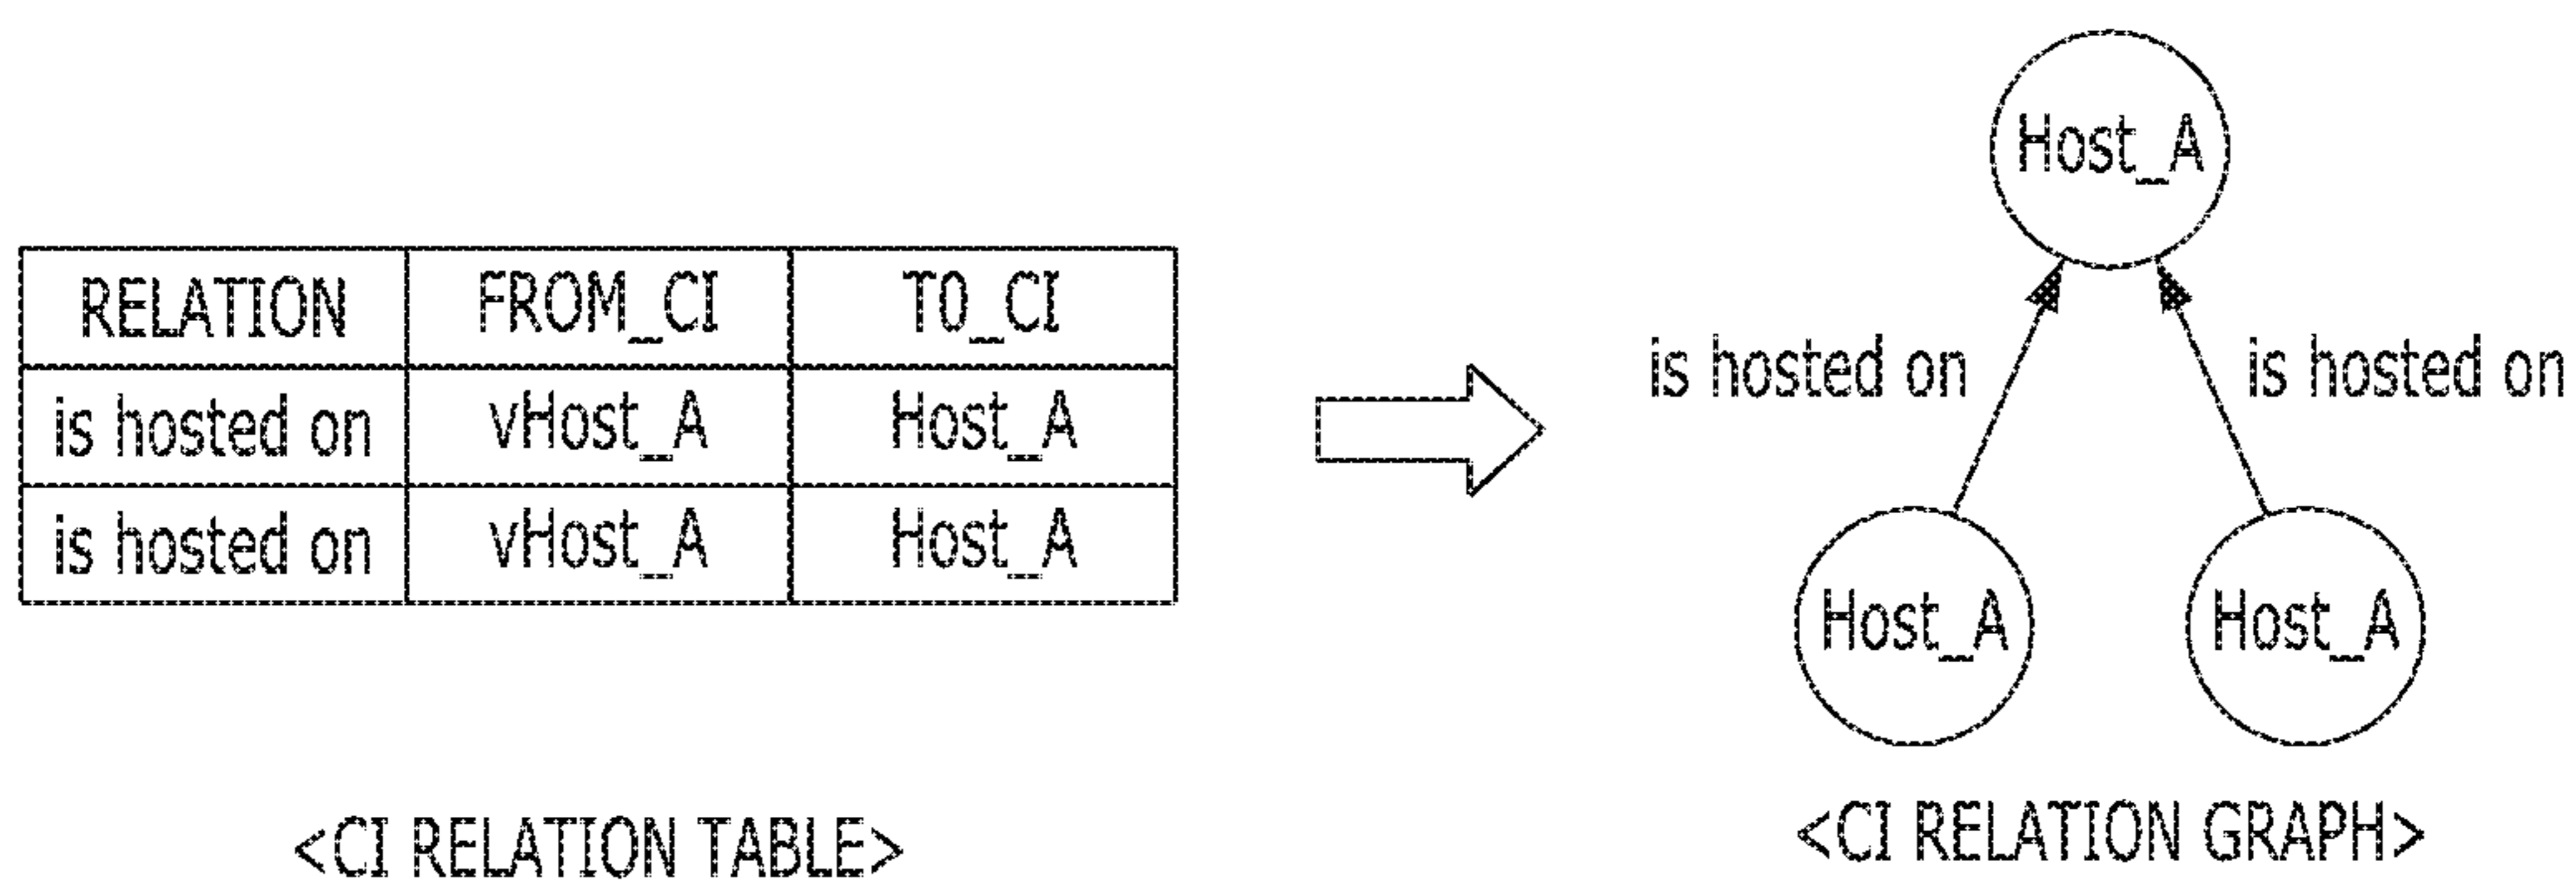 RELATION FROM_CI T0_CI
is hosted on vHost_A Host_A
is hosted on vHost_A Host_A
<CI RELATION TABLE>
Host_A
is hosted on is hosted on
Host_A Host_A
<CI RELATION GRAPH>